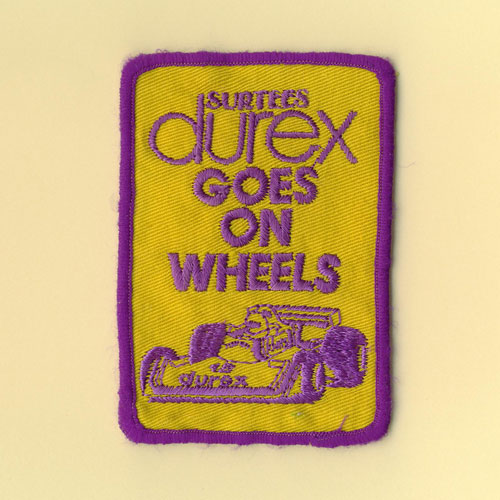 SURTEES
durex
GOES
ON
WHEELS
durex